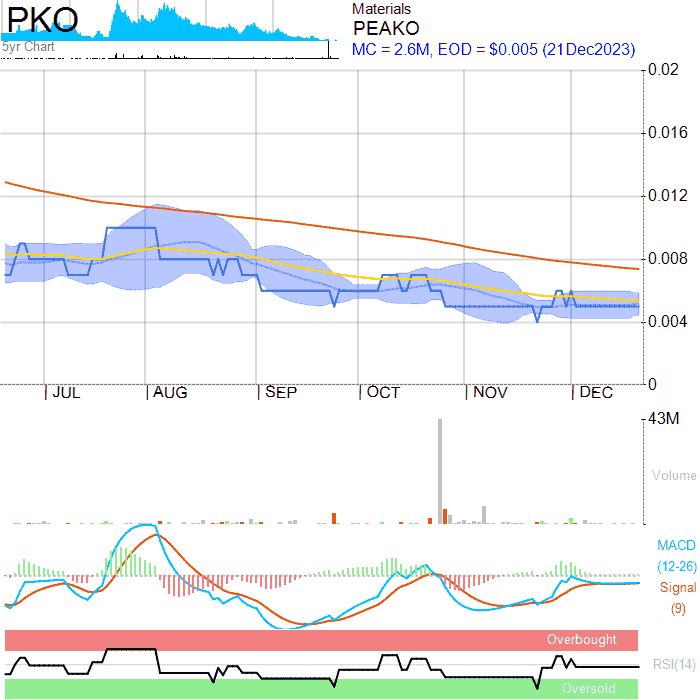 PKO
5yr Chart
Materials
PEAKO
MC = 2.6M, EOD = $0.005 (21Dec2023)
0.02
0.016
0.012
0.008
0.004
0
JUL
AUG
SEP
OCT
NOV
DEC
43M
Volume
MACD
(12-26)
Signal
(9)
Overbought
RSI(14)
Oversold